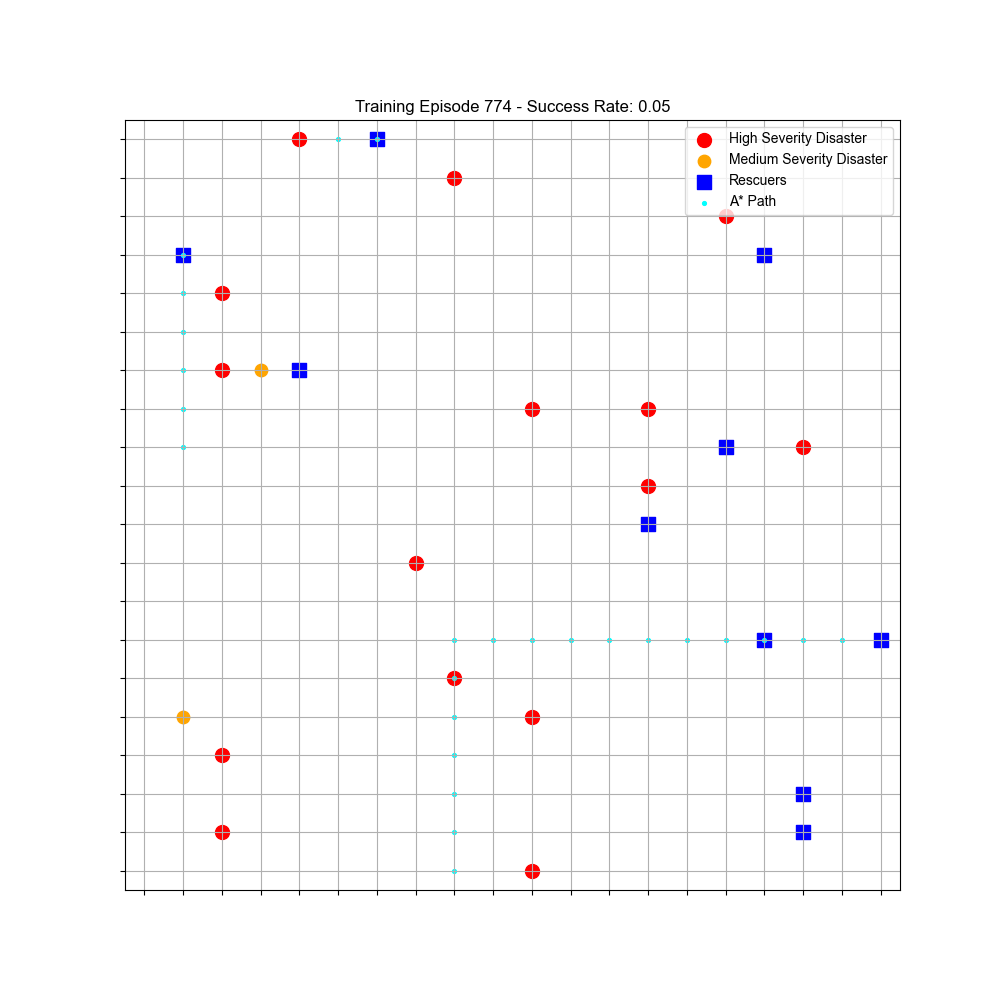 Training Episode 774 - Success Rate: 0.05
High Severity Disaster
Medium Severity Disaster
Rescuers
A* Path